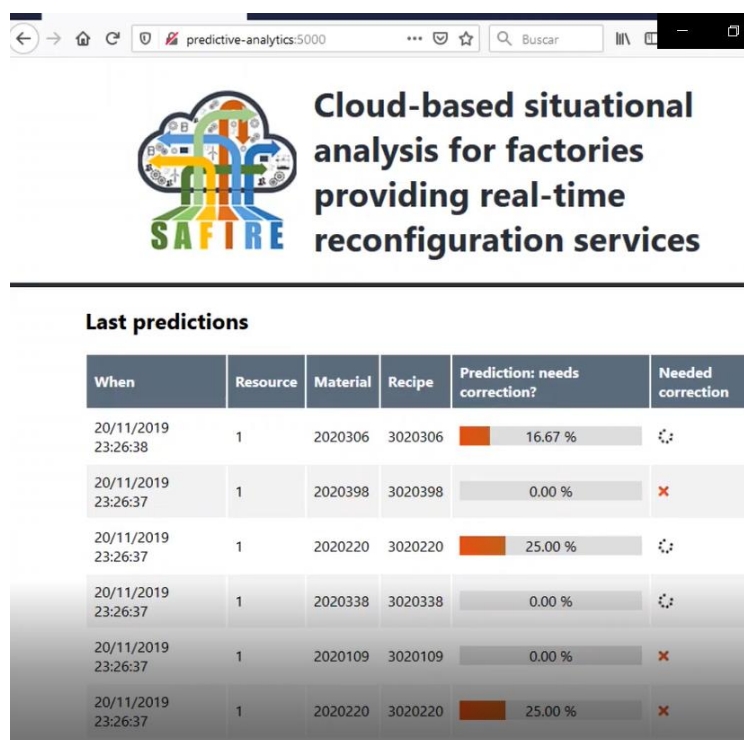 predictive-analytics:5000
Buscar
SAFIRE
Cloud-based situational
analysis for factories
providing real-time
reconfiguration services
Last predictions
When Resource Material Recipe Prediction: needs correction? Needed correction
20/11/2019 23:26:38 1 2020306 3020306 16.67 %
20/11/2019 23:26:37 1 2020398 3020398 0.00 %
20/11/2019 23:26:37 1 2020220 3020220 25.00 %
20/11/2019 23:26:37 1 2020338 3020338 0.00 %
20/11/2019 23:26:37 1 2020109 3020109 0.00 %
20/11/2019 23:26:37 1 2020220 3020220 25.00 %